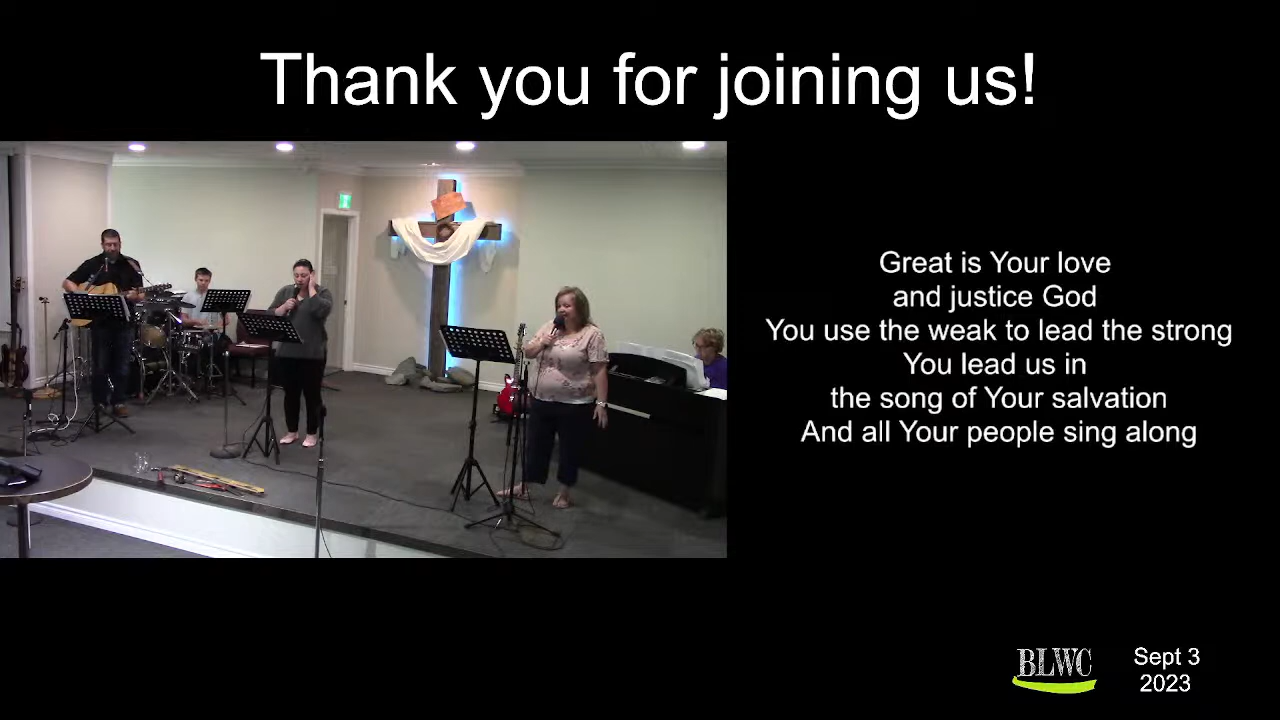 Thank you for joining us!
Great is Your love
and justice God
You use the weak to lead the strong
You lead us in
the song of Your salvation
And all Your people sing along
BLWC
Sept 3
2023